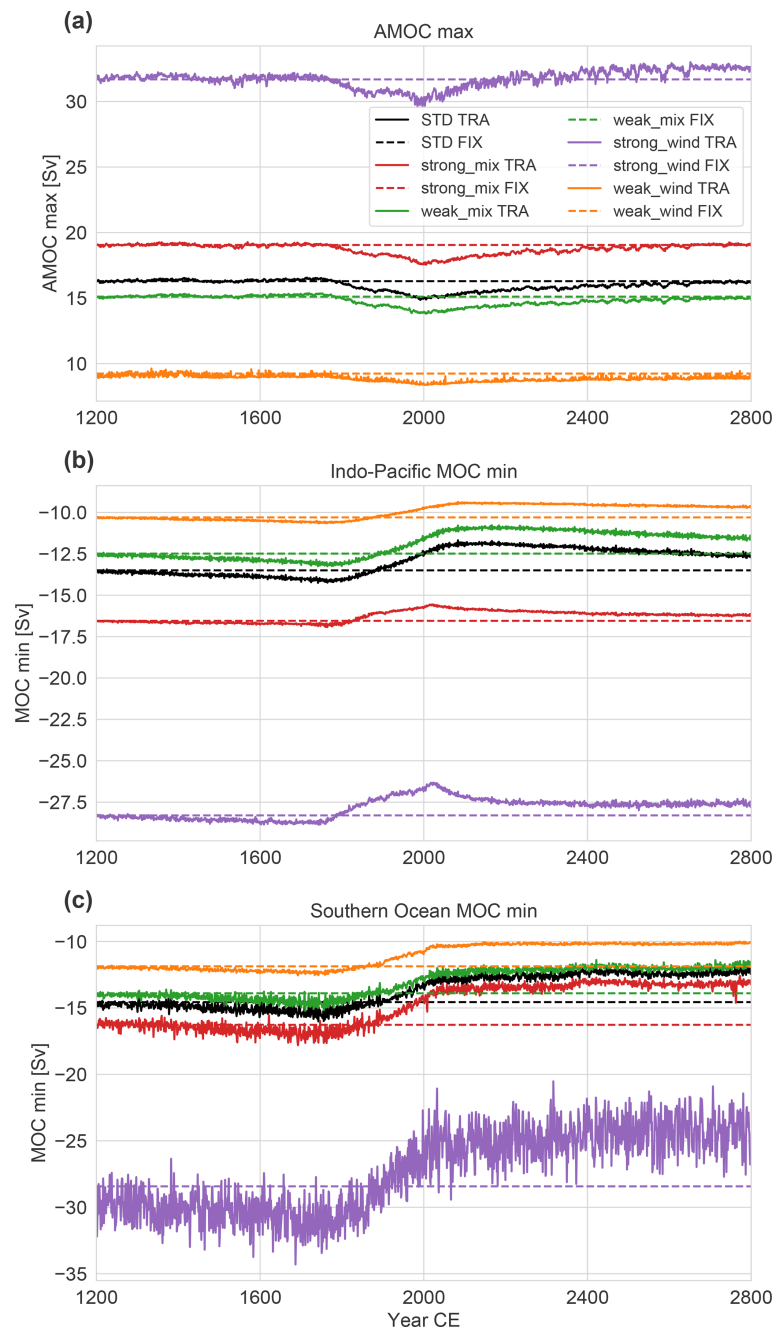 (a)
AMOC max
AMOC max [Sv]
30
25
20
15
10
STD TRA
STD FIX
strong_mix TRA
strong_mix FIX
weak_mix TRA
weak_mix FIX
strong_wind TRA
strong_wind FIX
weak_wind TRA
weak_wind FIX
1200 1600 2000 2400 2800
(b)
Indo-Pacific MOC min
MOC min [Sv]
−10.0
−12.5
−15.0
−17.5
−20.0
−22.5
−25.0
−27.5
1200 1600 2000 2400 2800
(c)
Southern Ocean MOC min
MOC min [Sv]
−10
−15
−20
−25
−30
−35
1200 1600 2000 2400 2800
Year CE